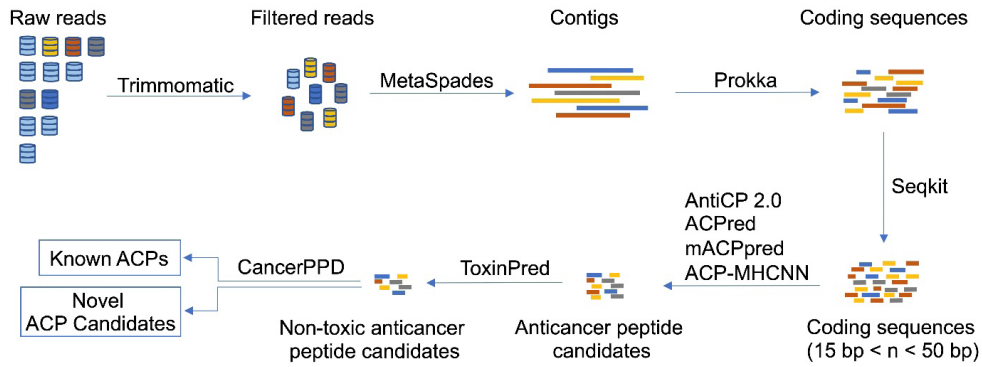 Raw reads
Filtered reads
Contigs
Coding sequences
Trimmomatic
MetaSpades
Prokka
Seqkit
AntiCP 2.0
ACPred
mACPpred
ACP-MHCNN
Coding sequences
(15 bp < n < 50 bp)
Anticancer peptide
candidates
ToxinPred
Non-toxic anticancer
peptide candidates
CancerPPD
Known ACPs
Novel
ACP Candidates